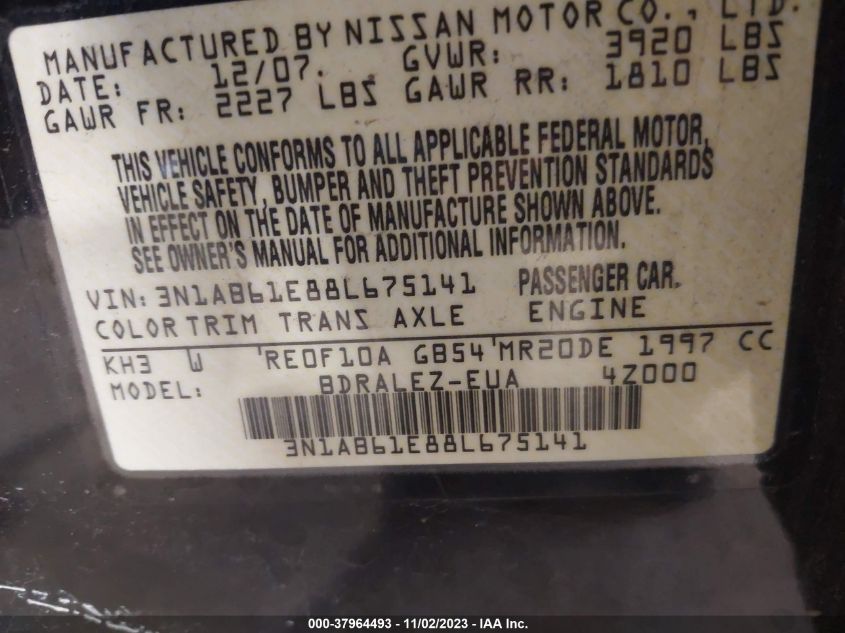 MANUFACTURED BY NISSAN MOTOR CO., LTD.
DATE: 12/07. GVWR: 3920 LBS
GAWR FR: 2227 LBS GAWR RR: 1810 LBS
THIS VEHICLE CONFORMS TO ALL APPLICABLE FEDERAL MOTOR,
VEHICLE SAFETY, BUMPER AND THEFT PREVENTION STANDARDS
IN EFFECT ON THE DATE OF MANUFACTURE SHOWN ABOVE.
SEE OWNER'S MANUAL FOR ADDITIONAL INFORMATION.
VIN: 3N1AB61E88L675141 PASSENGER CAR.
COLOR TRIM TRANS AXLE ENGINE
KH3 W RE0F10A GB54 MR20DE 1997 CC
MODEL: BDRALEZ-EUA 4Z000
3N1AB61E88L675141
000-37964493 - 11/02/2023 - IAA Inc.